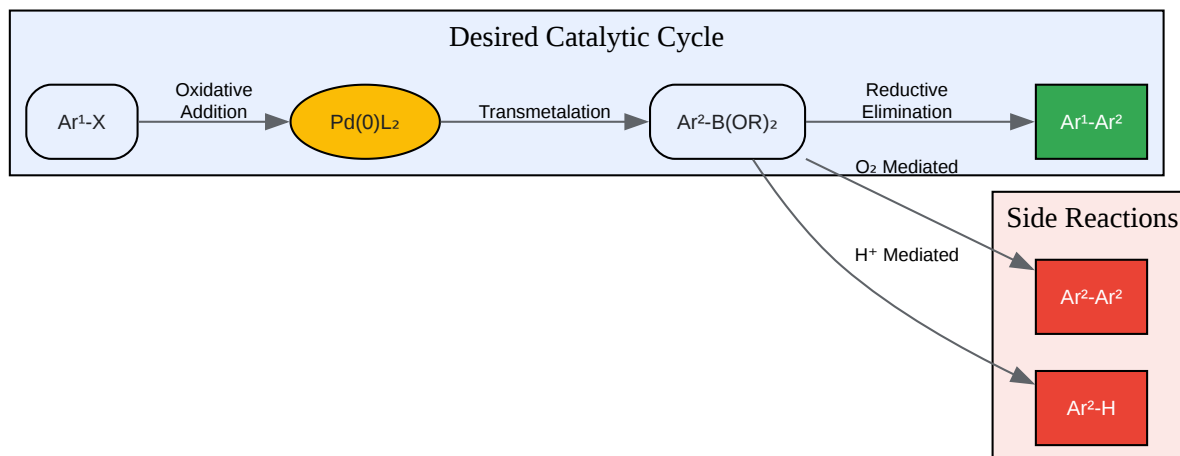 Desired Catalytic Cycle
Ar¹-X
Oxidative
Addition
Pd(0)L₂
Transmetalation
Ar²-B(OR)₂
Reductive
Elimination
Ar¹-Ar²
O₂ Mediated
Side Reactions
H⁺ Mediated
Ar²-Ar²
Ar²-H